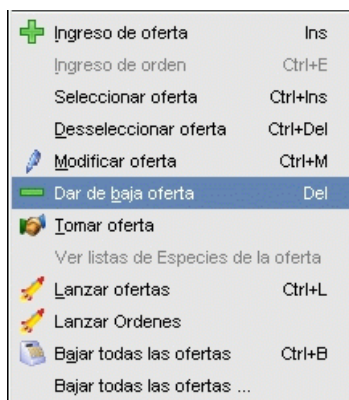 Ingreso de oferta Ins
Ingreso de orden Ctrl+E
Seleccionar oferta Ctrl+Ins
Desseleccionar oferta Ctrl+Del
Modificar oferta Ctrl+M
Dar de baja oferta Del
Tomar oferta
Ver listas de Especies de la oferta
Lanzar ofertas Ctrl+L
Lanzar Ordenes
Bajar todas las ofertas Ctrl+B
Bajar todas las ofertas ...